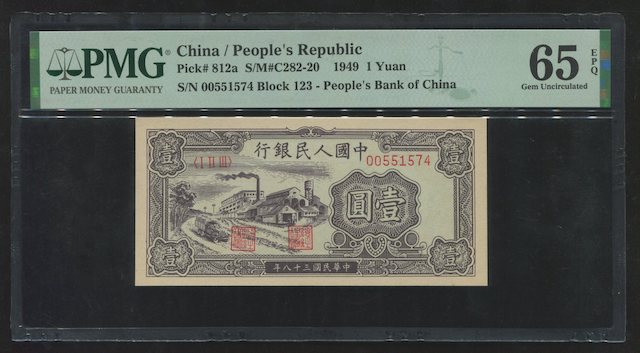 PMG
PAPER MONEY GUARANTY
China / People's Republic
Pick# 812a S/M#C282-20 1949 1 Yuan
S/N 00551574 Block 123 - People's Bank of China
65
EPQ
Gem Uncirculated
中國人民銀行
(I II III)
00551574
壹
壹
壹圓
壹
壹
中華民國三十八年